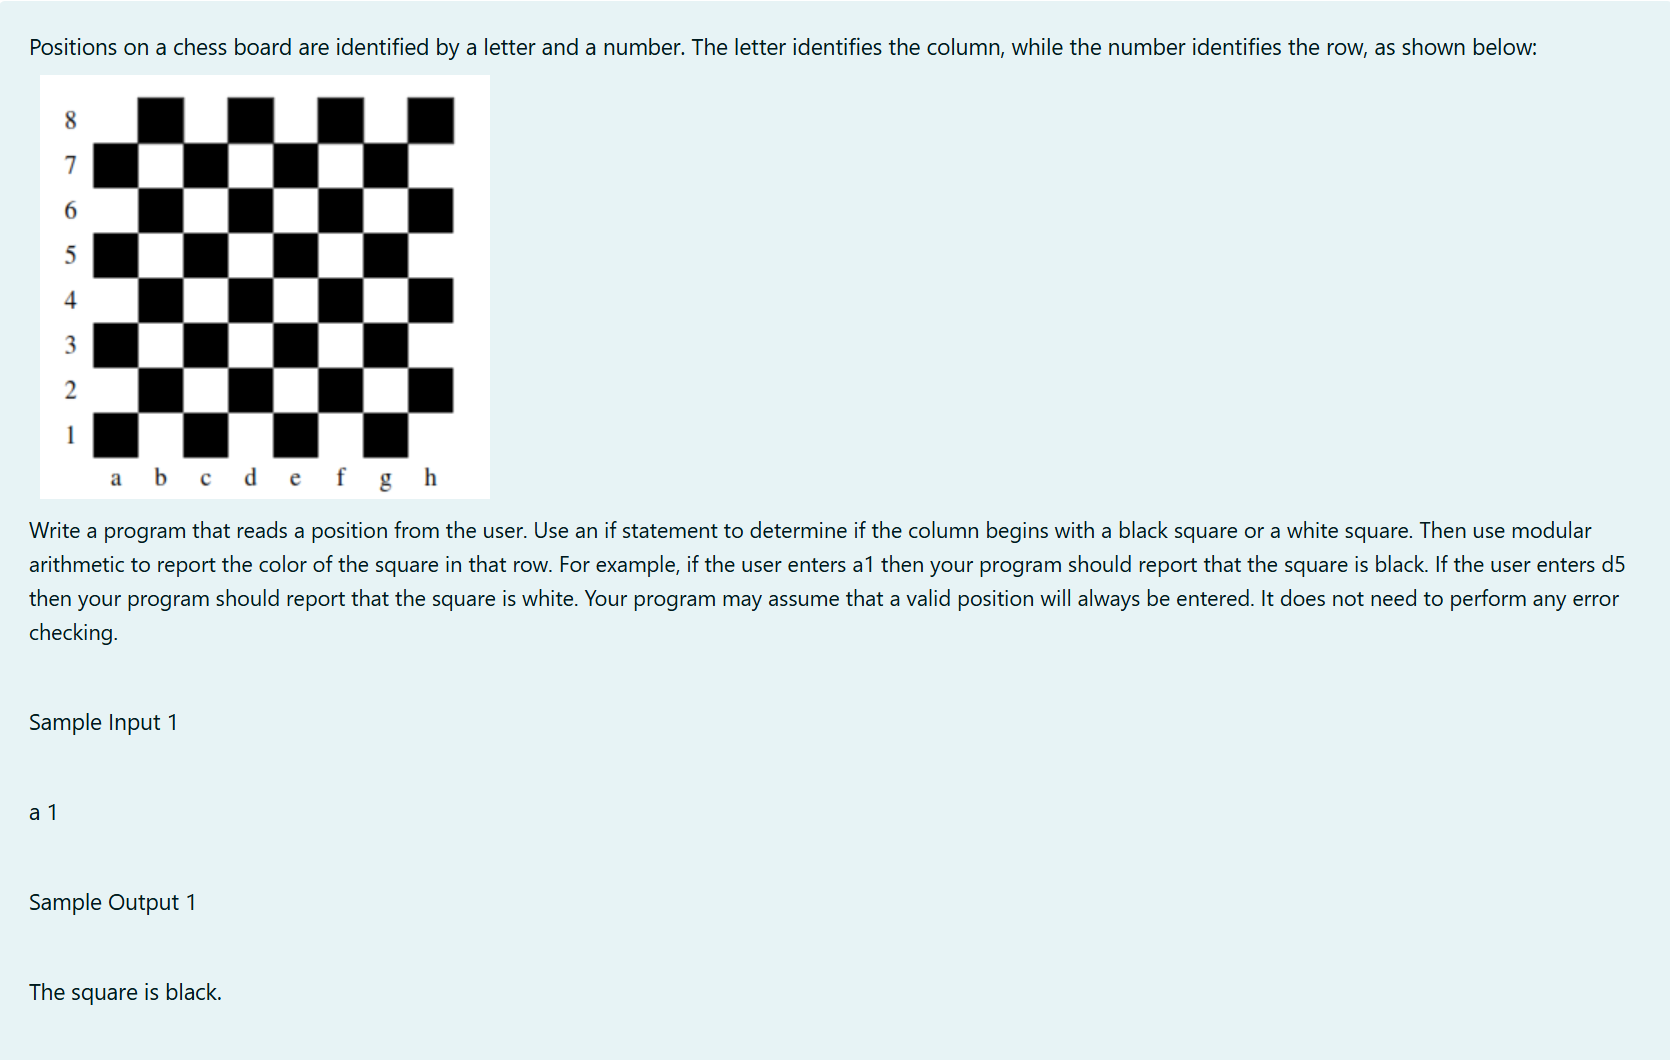 Positions on a chess board are identified by a letter and a number. The letter identifies the column, while the number identifies the row, as shown below:
8
7
6
5
4
3
2
1
a b c d e f g h
Write a program that reads a position from the user. Use an if statement to determine if the column begins with a black square or a white square. Then use modular
arithmetic to report the color of the square in that row. For example, if the user enters a1 then your program should report that the square is black. If the user enters d5
then your program should report that the square is white. Your program may assume that a valid position will always be entered. It does not need to perform any error
checking.
Sample Input 1
a 1
Sample Output 1
The square is black.